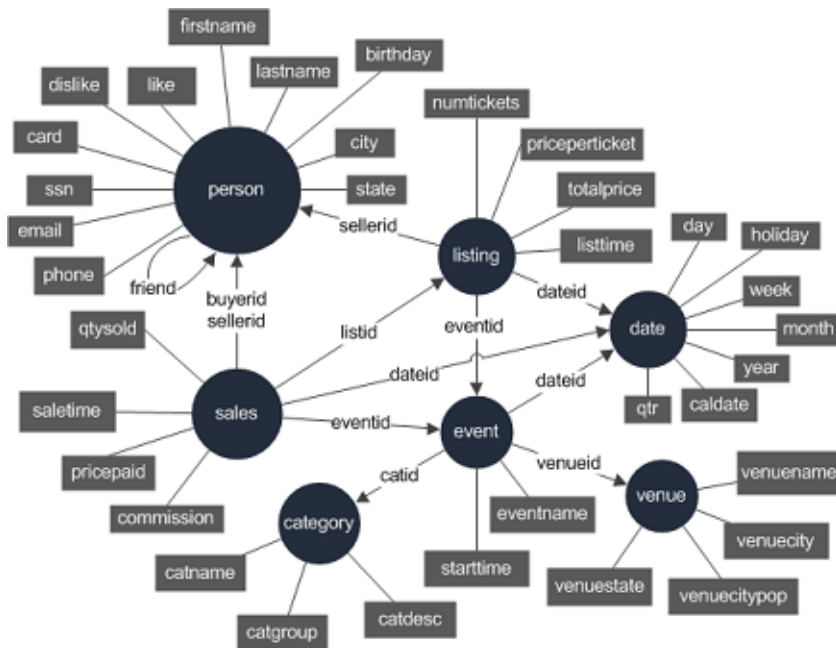 firstname
birthday
lastname
like
dislike
numtickets
card
city
priceperticket
person
ssn
state
totalprice
email
sellerid
day
holiday
listing
listtime
phone
friend
buyerid
sellerid
dateid
week
qtysold
listid
eventid
date
month
dateid
dateid
year
saletime
sales
eventid
event
qtr
caldate
pricepaid
catid
venueid
venuename
commission
category
eventname
venue
venuecity
catname
starttime
venuestate
venuecitypop
catgroup
catdesc